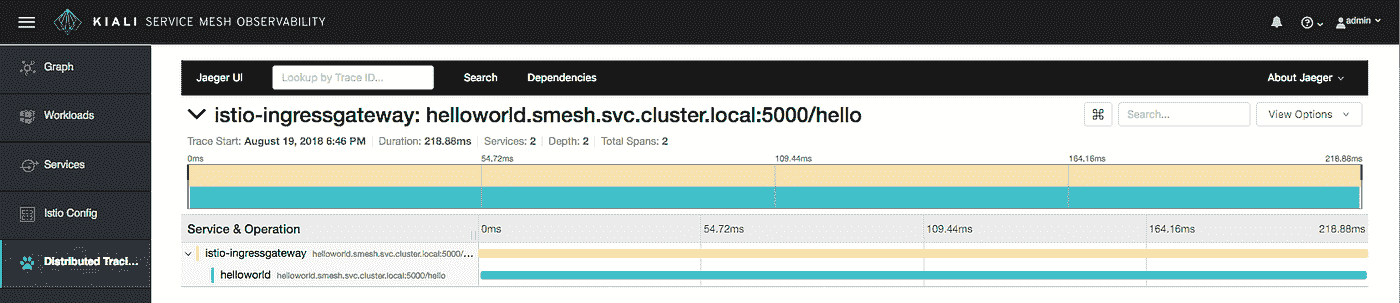 KIALI SERVICE MESH OBSERVABILITY
admin
Graph
Workloads
Services
Istio Config
Distributed Traci...
Jaeger UI Lookup by Trace ID... Search Dependencies About Jaeger
istio-ingressgateway: helloworld.smesh.svc.cluster.local:5000/hello
⌘ Search... View Options
Trace Start: August 19, 2018 6:46 PM Duration: 218.88ms Services: 2 Depth: 2 Total Spans: 2
0ms 54.72ms 109.44ms 164.16ms 218.88ms
Service & Operation 0ms 54.72ms 109.44ms 164.16ms 218.88ms
istio-ingressgateway helloworld.smesh.svc.cluster.local:5000/...
helloworld helloworld.smesh.svc.cluster.local:5000/hello